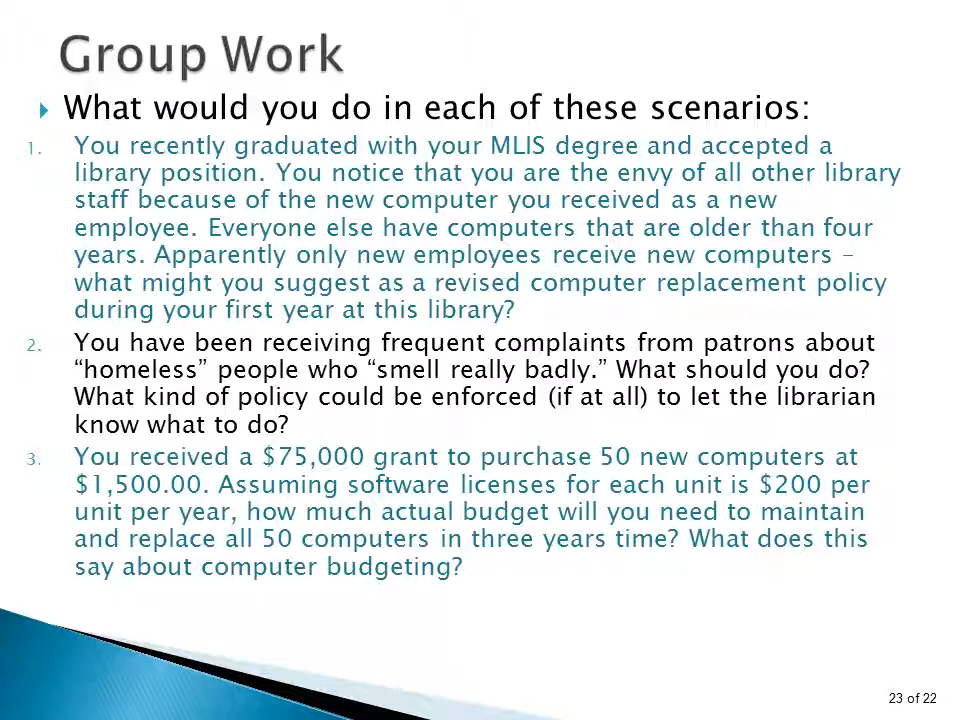 Group Work
What would you do in each of these scenarios:
1. You recently graduated with your MLIS degree and accepted a
library position. You notice that you are the envy of all other library
staff because of the new computer you received as a new
employee. Everyone else have computers that are older than four
years. Apparently only new employees receive new computers –
what might you suggest as a revised computer replacement policy
during your first year at this library?
2. You have been receiving frequent complaints from patrons about
“homeless” people who “smell really badly.” What should you do?
What kind of policy could be enforced (if at all) to let the librarian
know what to do?
3. You received a $75,000 grant to purchase 50 new computers at
$1,500.00. Assuming software licenses for each unit is $200 per
unit per year, how much actual budget will you need to maintain
and replace all 50 computers in three years time? What does this
say about computer budgeting?
23 of 22